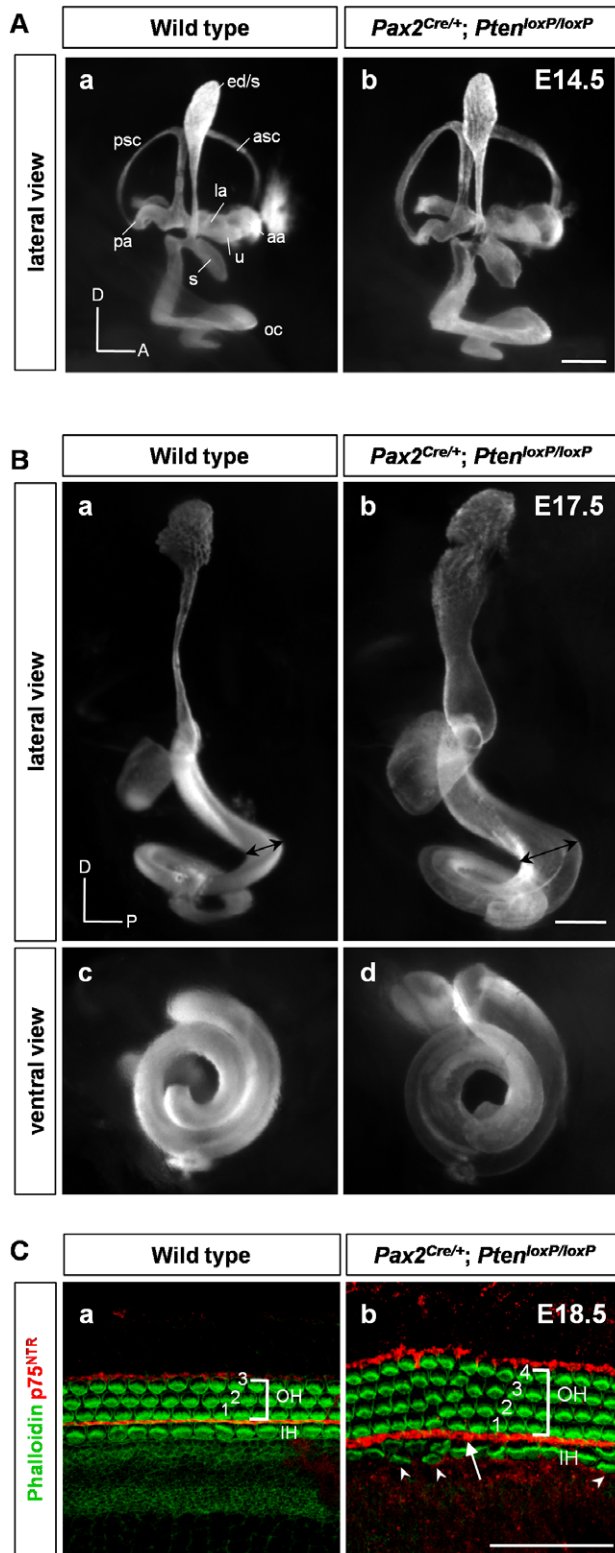 A
Wild type
Pax2Cre/+; PtenloxP/loxP
lateral view
a
ed/s
psc
asc
la
pa
aa
u
s
oc
D
A
b
E14.5
B
Wild type
Pax2Cre/+; PtenloxP/loxP
lateral view
a
D
P
b
E17.5
ventral view
c
d
C
Wild type
Pax2Cre/+; PtenloxP/loxP
Phalloidin p75NTR
a
3
2
1
OH
IH
b
E18.5
4
3
2
1
OH
IH